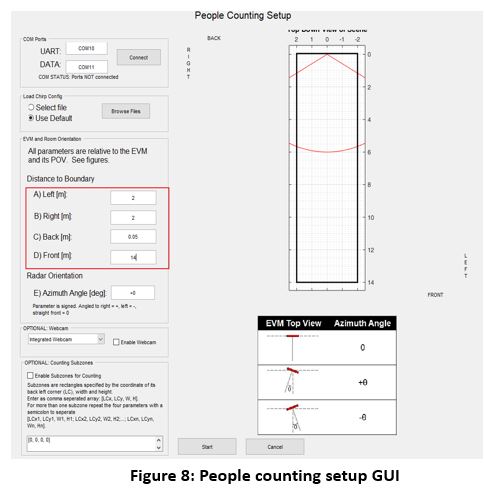 People Counting Setup
COM Ports
UART:
COM10
DATA:
COM11
Connect
COM STATUS: Ports NOT connected
Load Chirp Config
Select file
Use Default
Browse Files
EVM and Room Orientation
All parameters are relative to the EVM
and its POV. See figures.
Distance to Boundary
A) Left [m]:
2
B) Right [m]:
2
C) Back [m]:
0.05
D) Front [m]:
14
Radar Orientation
E) Azimuth Angle [deg]:
+0
Parameter is signed. Angled to right = +, left = -,
straight front = 0
OPTIONAL: Webcam
Integrated Webcam
Enable Webcam
OPTIONAL: Counting Subzones
Enable Subzones for Counting
Subzones are rectangles specified by the coordinate of its
back left corner (LC), width and height.
Enter as comma seperated array: [LCx, LCy, W, H].
For more than one subzone repeat the four parameters with a
semicolon to seperate
[LCx1, LCy1, W1, H1; LCx2, LCy2, W2, H2,...; LCxn, LCyn,
Wn, Hn].
[0, 0, 0, 0]
BACK
R
I
G
H
T
Top Down View of Scene
2 1 0 -1 -2
0
2
4
6
8
10
12
14
L
E
F
T
FRONT
EVM Top View Azimuth Angle
0
θ
+θ
θ
-θ
Start
Cancel
Figure 8: People counting setup GUI